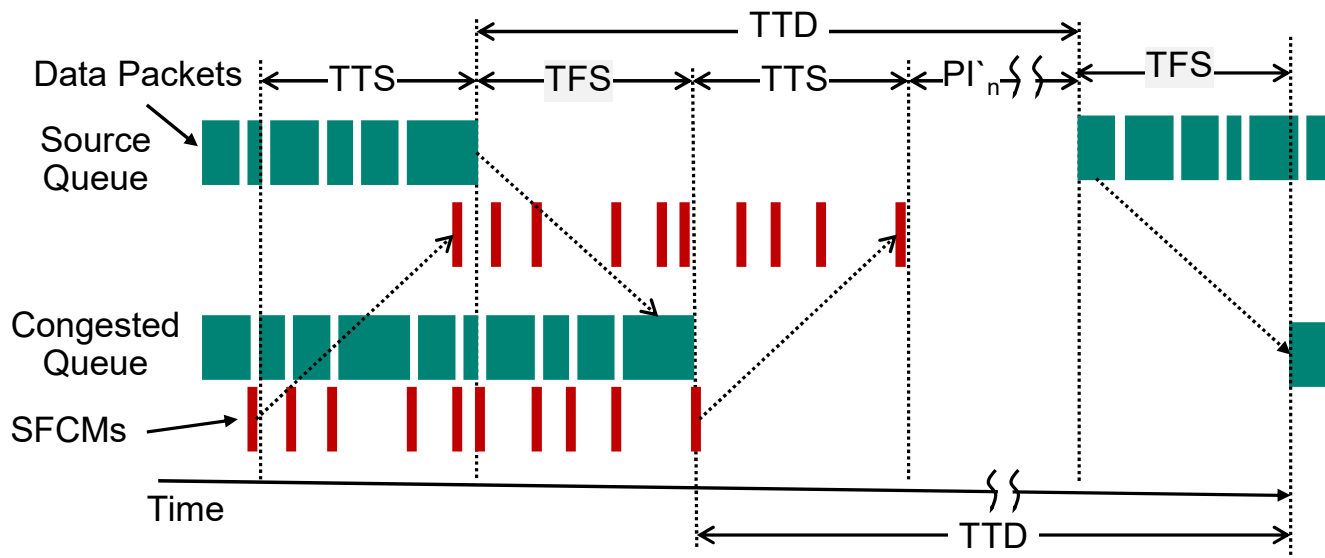 TTD
Data Packets
TTS
TFS
TTS
PI`n
TFS
Source
Queue
Congested
Queue
SFCMs
Time
TTD